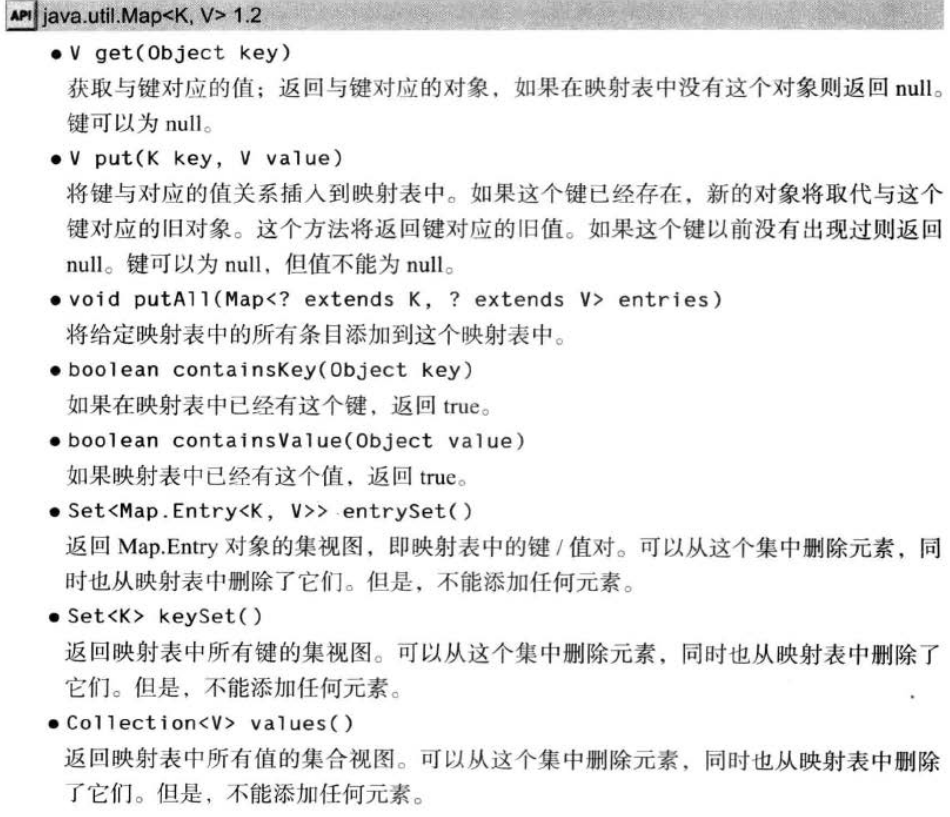 API java.util.Map<K, V> 1.2
● V get(Object key)
获取与键对应的值；返回与键对应的对象，如果在映射表中没有这个对象则返回 null。
键可以为 null。
● V put(K key, V value)
将键与对应的值关系插入到映射表中。如果这个键已经存在，新的对象将取代与这个
键对应的旧对象。这个方法将返回键对应的旧值。如果这个键以前没有出现过则返回
null。键可以为 null，但值不能为 null。
● void putAll(Map<? extends K, ? extends V> entries)
将给定映射表中的所有条目添加到这个映射表中。
● boolean containsKey(Object key)
如果在映射表中已经有这个键，返回 true。
● boolean containsValue(Object value)
如果映射表中已经有这个值，返回 true。
● Set<Map.Entry<K, V>> entrySet()
返回 Map.Entry 对象的集视图，即映射表中的键 / 值对。可以从这个集中删除元素，同
时也从映射表中删除了它们。但是，不能添加任何元素。
● Set<K> keySet()
返回映射表中所有键的集视图。可以从这个集中删除元素，同时也从映射表中删除了
它们。但是，不能添加任何元素。
● Collection<V> values()
返回映射表中所有值的集合视图。可以从这个集中删除元素，同时也从映射表中删除
了它们。但是，不能添加任何元素。